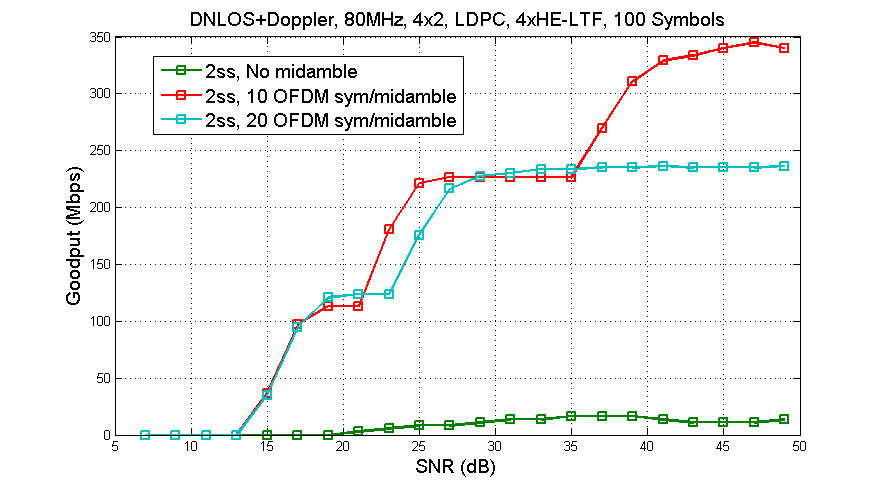 DNLOS+Doppler, 80MHz, 4x2, LDPC, 4xHE-LTF, 100 Symbols
350
300
250
200
150
100
50
0
Goodput (Mbps)
2ss, No midamble
2ss, 10 OFDM sym/midamble
2ss, 20 OFDM sym/midamble
5 10 15 20 25 30 35 40 45 50
SNR (dB)